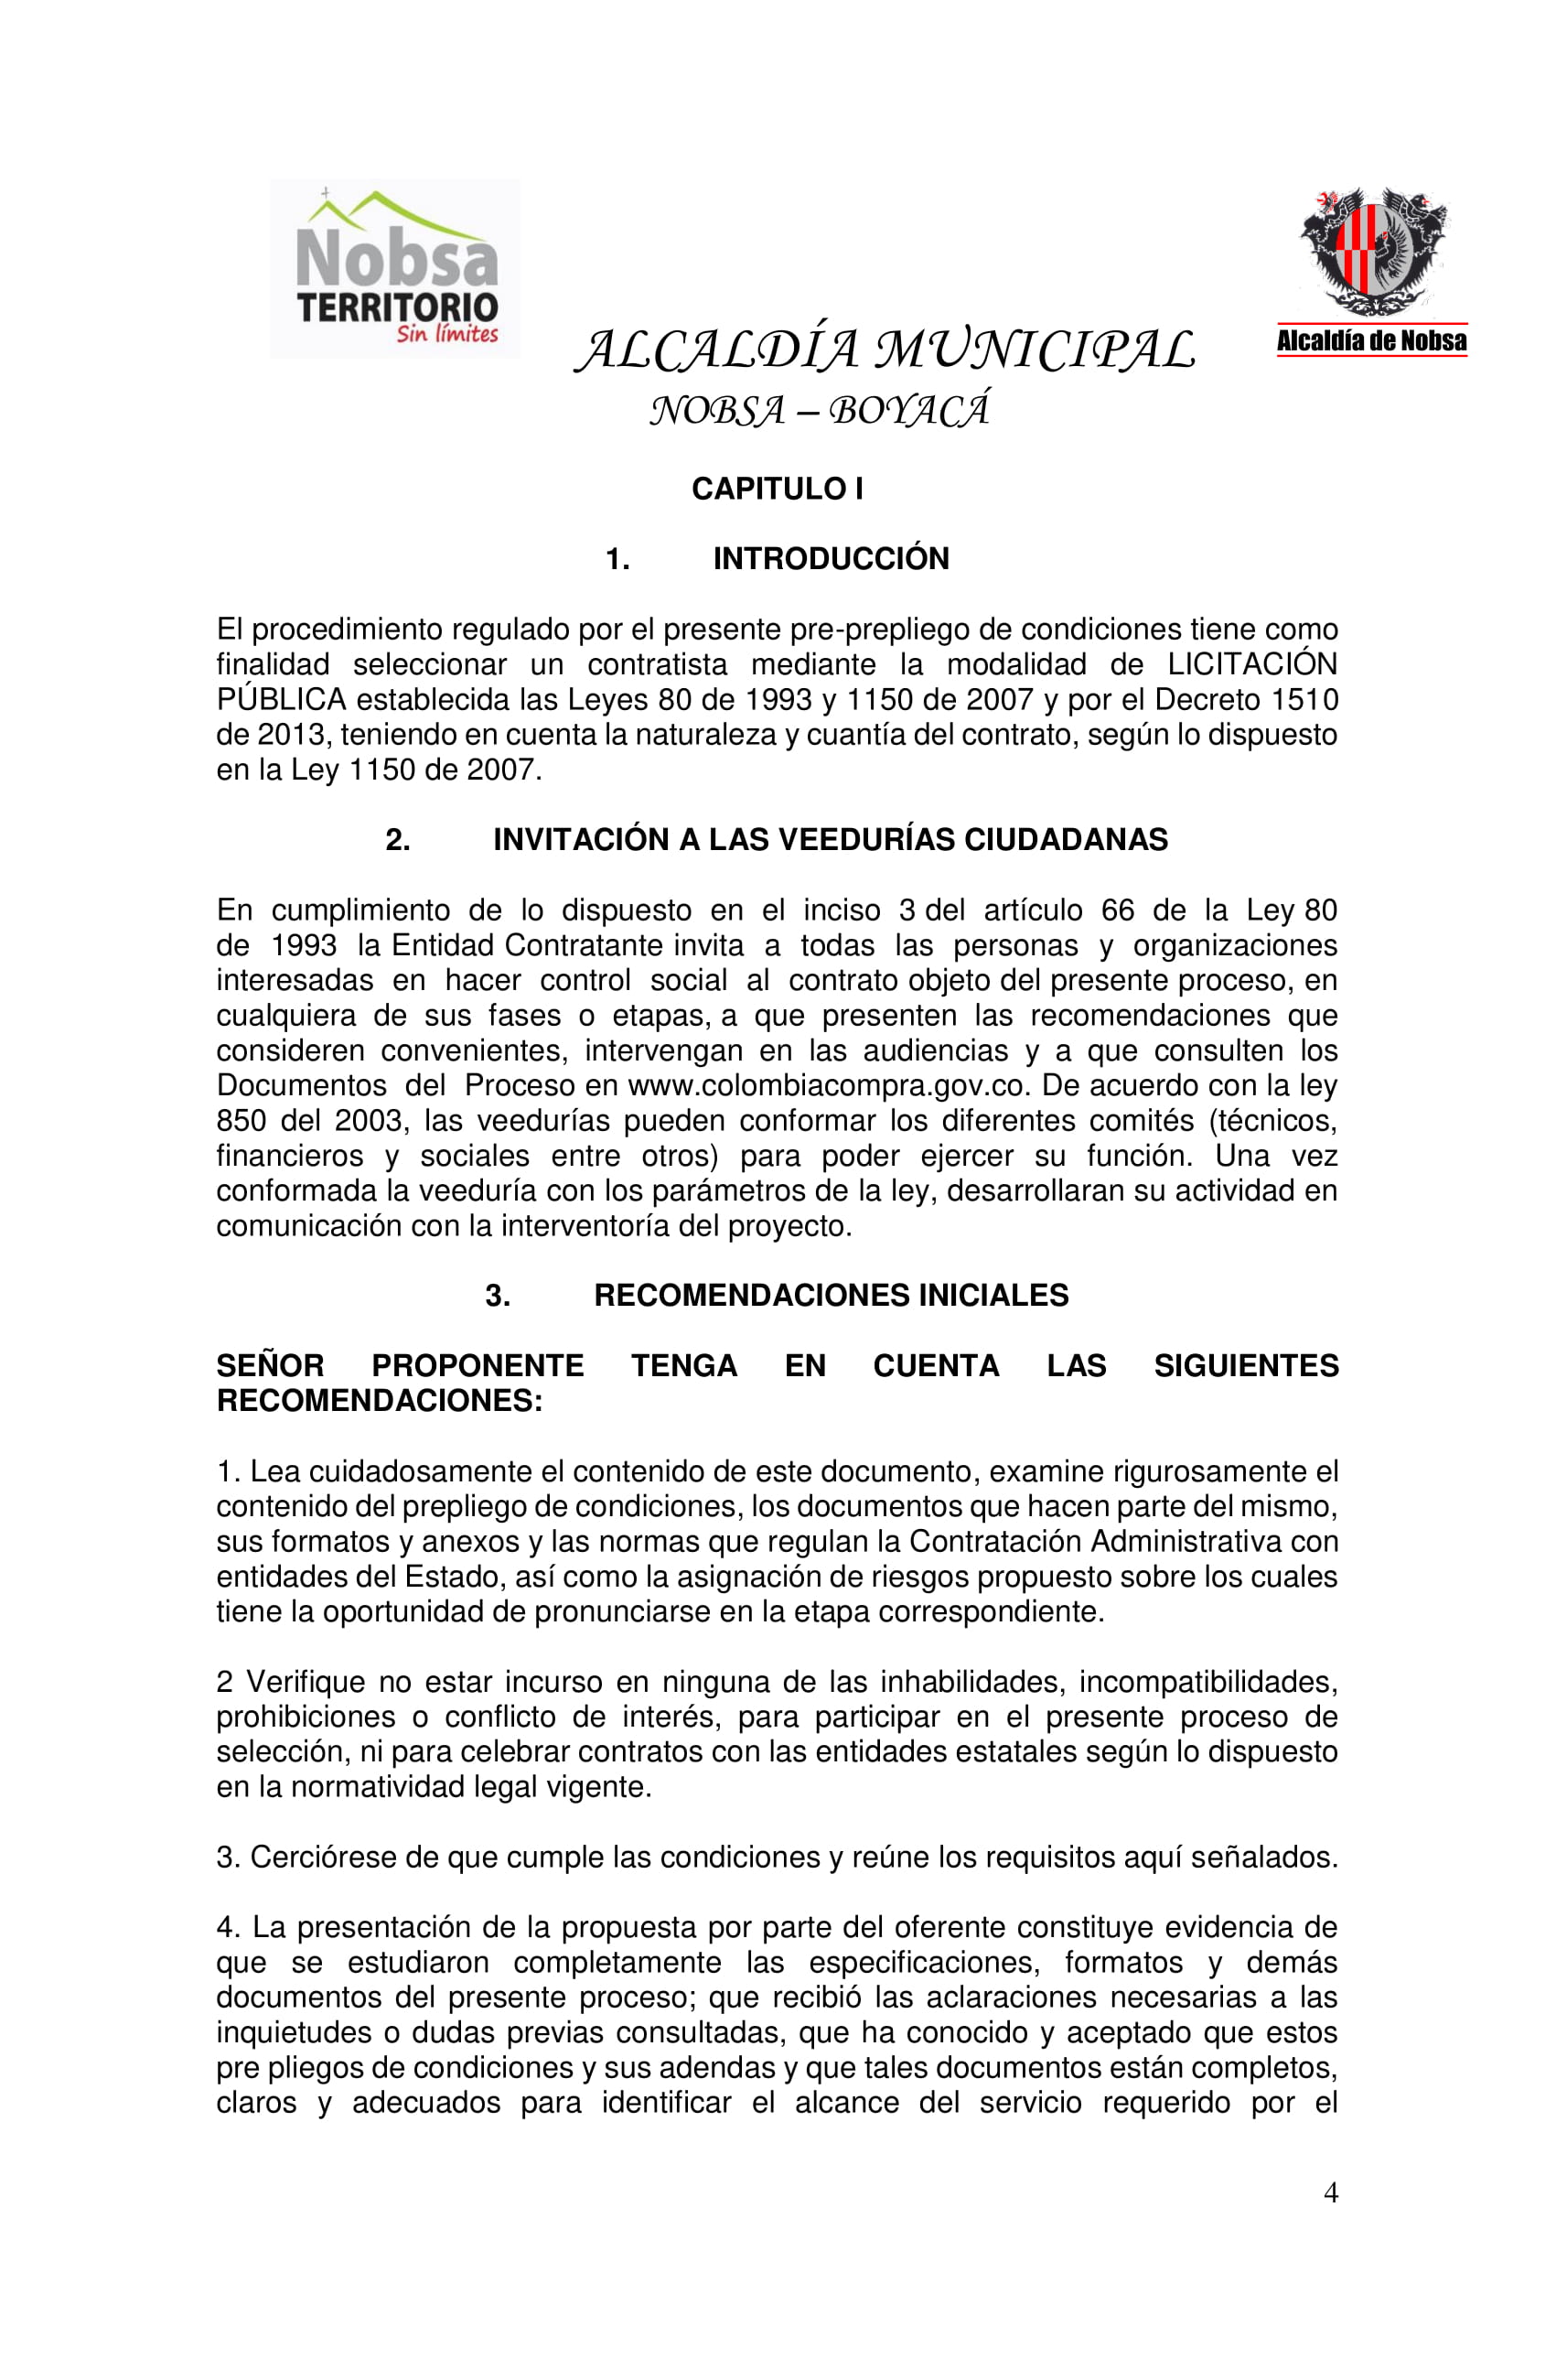 Nobsa
TERRITORIO
Sin límites
Alcaldía de Nobsa
ALCALDÍA MUNICIPAL
NOBSA – BOYACÁ
CAPITULO I
1. INTRODUCCIÓN
El procedimiento regulado por el presente pre-prepliego de condiciones tiene como
finalidad seleccionar un contratista mediante la modalidad de LICITACIÓN
PÚBLICA establecida las Leyes 80 de 1993 y 1150 de 2007 y por el Decreto 1510
de 2013, teniendo en cuenta la naturaleza y cuantía del contrato, según lo dispuesto
en la Ley 1150 de 2007.
2. INVITACIÓN A LAS VEEDURÍAS CIUDADANAS
En cumplimiento de lo dispuesto en el inciso 3 del artículo 66 de la Ley 80
de 1993 la Entidad Contratante invita a todas las personas y organizaciones
interesadas en hacer control social al contrato objeto del presente proceso, en
cualquiera de sus fases o etapas, a que presenten las recomendaciones que
consideren convenientes, intervengan en las audiencias y a que consulten los
Documentos del Proceso en www.colombiacompra.gov.co. De acuerdo con la ley
850 del 2003, las veedurías pueden conformar los diferentes comités (técnicos,
financieros y sociales entre otros) para poder ejercer su función. Una vez
conformada la veeduría con los parámetros de la ley, desarrollaran su actividad en
comunicación con la interventoría del proyecto.
3. RECOMENDACIONES INICIALES
SEÑOR PROPONENTE TENGA EN CUENTA LAS SIGUIENTES
RECOMENDACIONES:
1. Lea cuidadosamente el contenido de este documento, examine rigurosamente el
contenido del prepliego de condiciones, los documentos que hacen parte del mismo,
sus formatos y anexos y las normas que regulan la Contratación Administrativa con
entidades del Estado, así como la asignación de riesgos propuesto sobre los cuales
tiene la oportunidad de pronunciarse en la etapa correspondiente.
2 Verifique no estar incurso en ninguna de las inhabilidades, incompatibilidades,
prohibiciones o conflicto de interés, para participar en el presente proceso de
selección, ni para celebrar contratos con las entidades estatales según lo dispuesto
en la normatividad legal vigente.
3. Cerciórese de que cumple las condiciones y reúne los requisitos aquí señalados.
4. La presentación de la propuesta por parte del oferente constituye evidencia de
que se estudiaron completamente las especificaciones, formatos y demás
documentos del presente proceso; que recibió las aclaraciones necesarias a las
inquietudes o dudas previas consultadas, que ha conocido y aceptado que estos
pre pliegos de condiciones y sus adendas y que tales documentos están completos,
claros y adecuados para identificar el alcance del servicio requerido por el
4